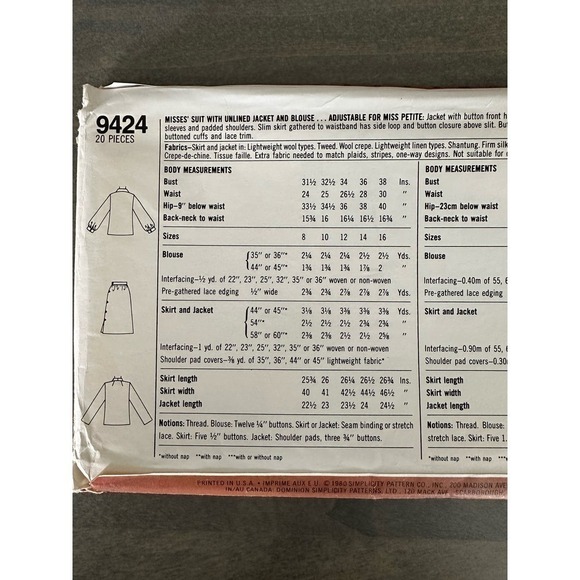 9424
20 PIECES
MISSES' SUIT WITH UNLINED JACKET AND BLOUSE . . . ADJUSTABLE FOR MISS PETITE: Jacket with button front h
sleeves and padded shoulders. Slim skirt gathered to waistband has side loop and button closure above slit. But
buttoned cuffs and lace trim.
Fabrics–Skirt and jacket in: Lightweight wool types. Tweed. Wool crepe. Lightweight linen types. Shantung. Firm silk
Crepe-de-chine. Tissue faille. Extra fabric needed to match plaids, stripes, one-way designs. Not suitable for
BODY MEASUREMENTS
Bust 31½ 32½ 34 36 38 Ins.
Waist 24 25 26½ 28 30 "
Hip–9" below waist 33½ 34½ 36 38 40 "
Back-neck to waist 15¾ 16 16¼ 16½ 16¾ "
Sizes 8 10 12 14 16
Blouse {35" or 36"* 2¼ 2¼ 2¼ 2½ 2½ Yds.
44" or 45"* 1¾ 1¾ 1¾ 1⅞ 2 "
Interfacing–½ yd. of 22", 23", 25", 32", 35" or 36" woven or non-woven
Pre-gathered lace edging ½" wide 2¾ 2¾ 2⅞ 2⅞ 2⅞ Yds.
Skirt and Jacket {44" or 45"* 3⅛ 3⅛ 3⅜ 3⅜ 3⅜ Yds.
54"* 2½ 2½ 2½ 2¾ 2¾ "
58" or 60"* 2⅜ 2⅜ 2½ 2½ 2⅝ "
Interfacing–1 yd. of 22", 23", 25", 32", 35" or 36" woven or non-woven
Shoulder pad covers–⅜ yd. of 35", 36", 44" or 45" lightweight fabric*
Skirt length 25¾ 26 26¼ 26½ 26¾ Ins.
Skirt width 40 41 42½ 44½ 46½ "
Jacket length 22½ 23 23½ 24 24½ "
Notions: Thread. Blouse: Twelve ¼" buttons. Skirt or Jacket: Seam binding or stretch
lace. Skirt: Five ½" buttons. Jacket: Shoulder pads, three ¾" buttons.
*without nap **with nap ***with or without nap
BODY MEASUREMENTS
Bust
Waist
Hip–23cm below waist
Back-neck to waist
Sizes
Blouse
Interfacing–0.40m of 55, 6
Pre-gathered lace edging
Skirt and Jacket
Interfacing–0.90m of 55,
Shoulder pad covers–0.30
Skirt length
Skirt width
Jacket length
Notions: Thread. Blouse:
stretch lace. Skirt: Five 1.
*without nap **with nap
PRINTED IN U.S.A. • IMPRIME AUX E.U. © 1980 SIMPLICITY PATTERN CO., INC., 200 MADISON AVE
IN/AU CANADA: DOMINION SIMPLICITY PATTERNS, LTD., 120 MACK AVE., SCARBOROUGH,